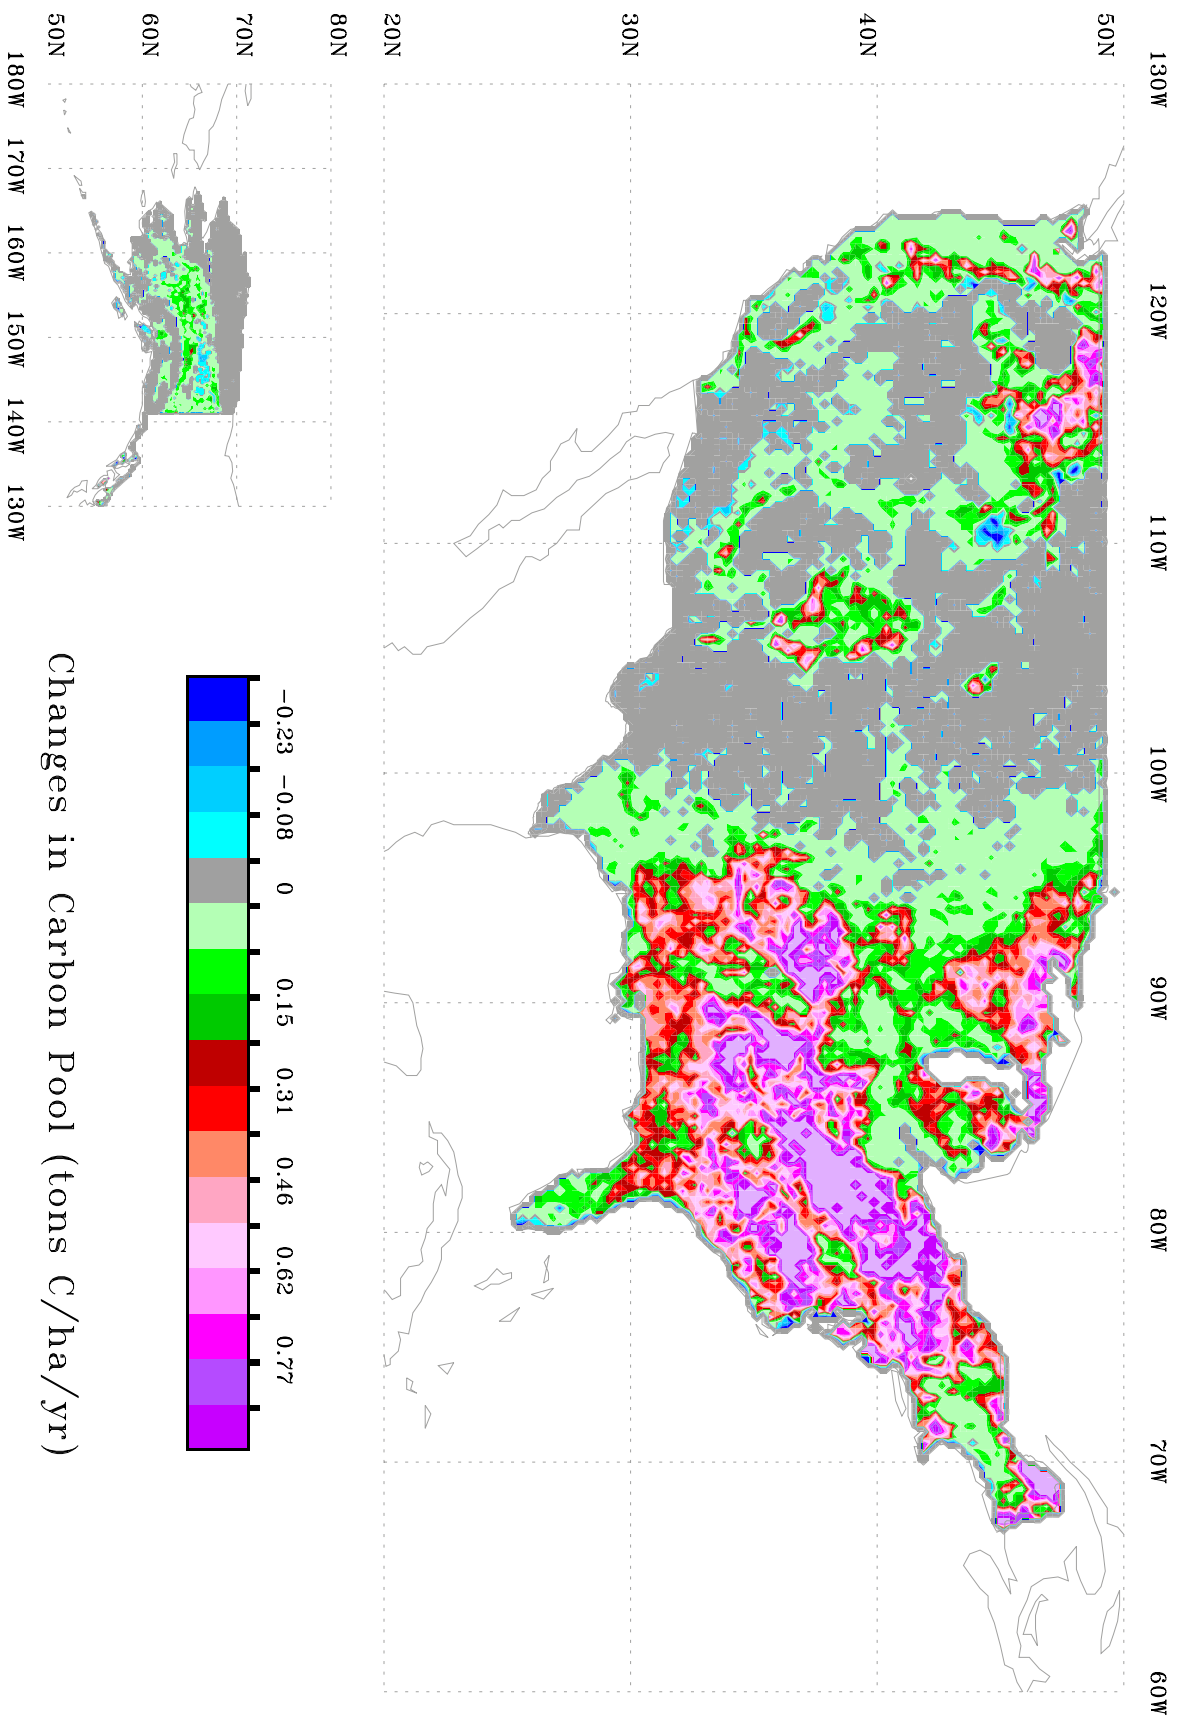 130W 120W 110W 100W 90W 80W 70W 60W
50N
40N
30N
20N
80N
70N
60N
50N
180W 170W 160W 150W 140W 130W
−0.23 −0.08 0 0.15 0.31 0.46 0.62 0.77
Changes in Carbon Pool (tons C/ha/yr)